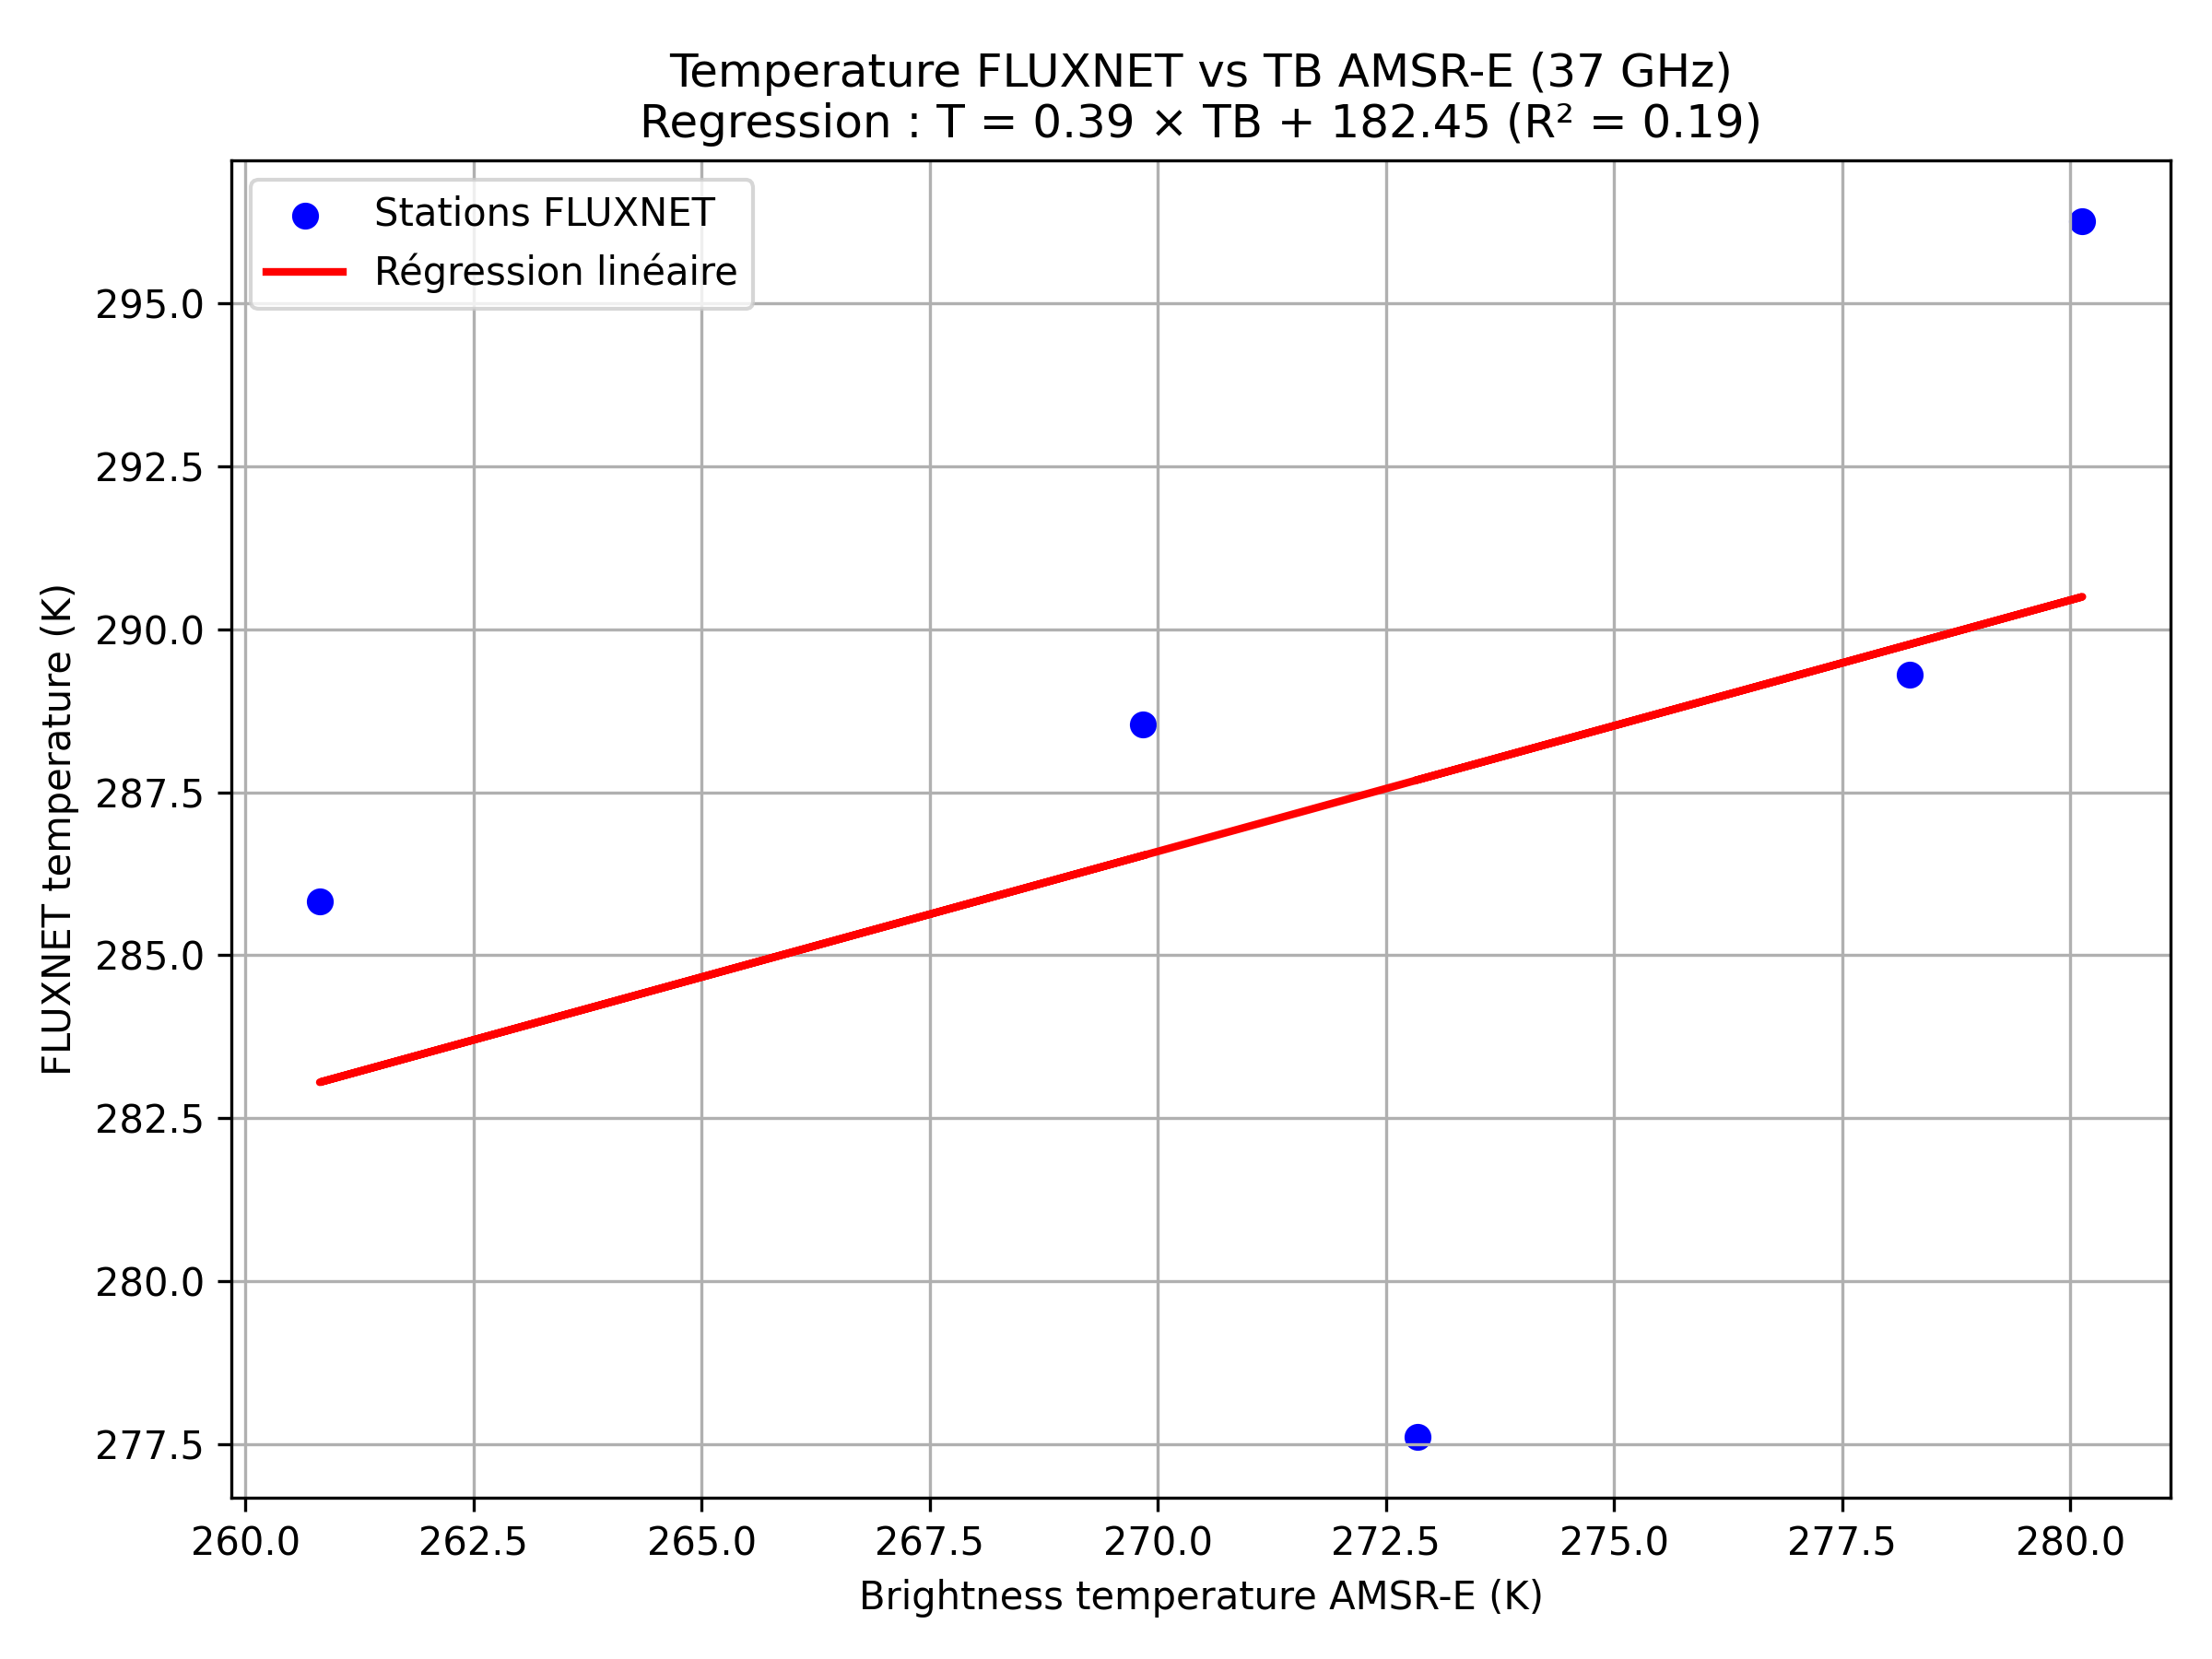 Temperature FLUXNET vs TB AMSR-E (37 GHz)
Regression : T = 0.39 × TB + 182.45 (R² = 0.19)
Stations FLUXNET
Régression linéaire
FLUXNET temperature (K)
295.0
292.5
290.0
287.5
285.0
282.5
280.0
277.5
260.0 262.5 265.0 267.5 270.0 272.5 275.0 277.5 280.0
Brightness temperature AMSR-E (K)